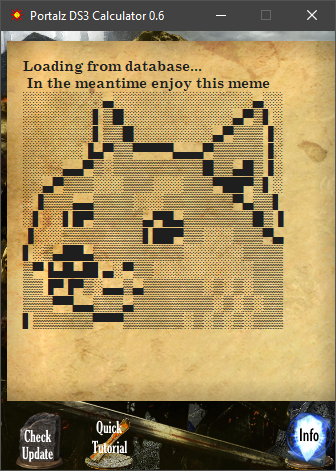 Portalz DS3 Calculator 0.6
Loading from database...
In the meantime enjoy this meme
Check
Update
Quick
Tutorial
Info